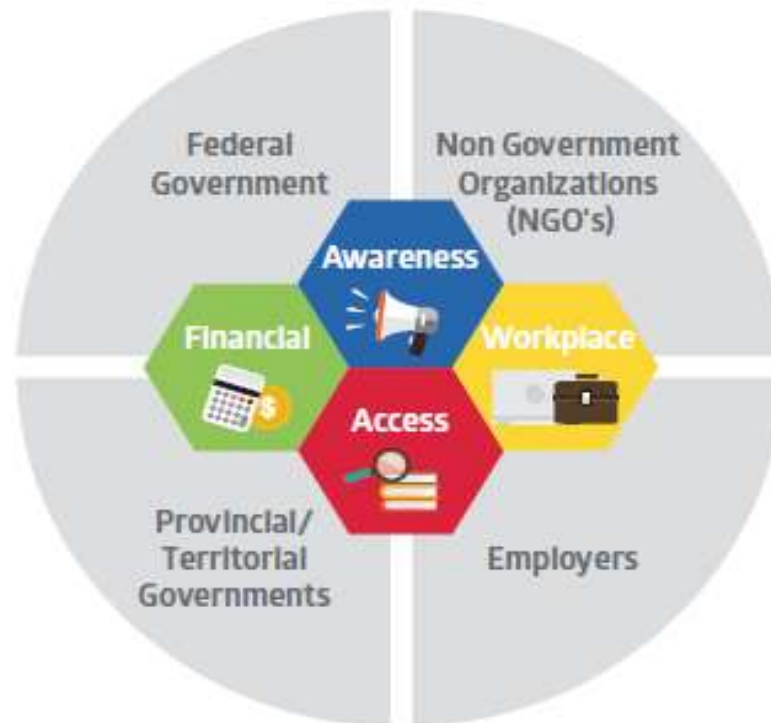 Federal
Government
Non Government
Organizations
(NGO's)
Awareness
Financial
$
Workplace
Access
Provincial/
Territorial
Governments
Employers